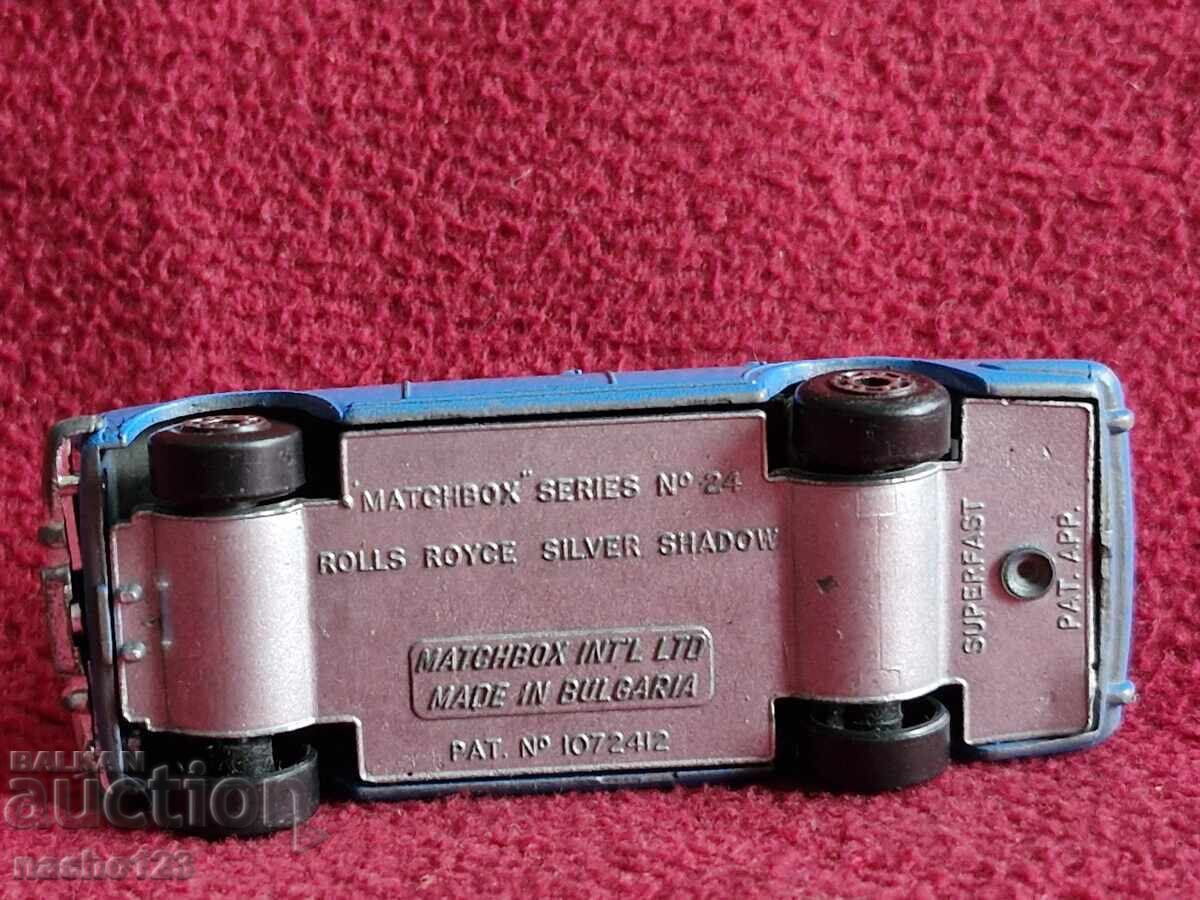 "MATCHBOX" SERIES Nº 24
ROLLS ROYCE SILVER SHADOW
MATCHBOX INT'L LTD
MADE IN BULGARIA
PAT. Nº 1072412
SUPERFAST
PAT. APP.
BALKAN
auction
nacho123